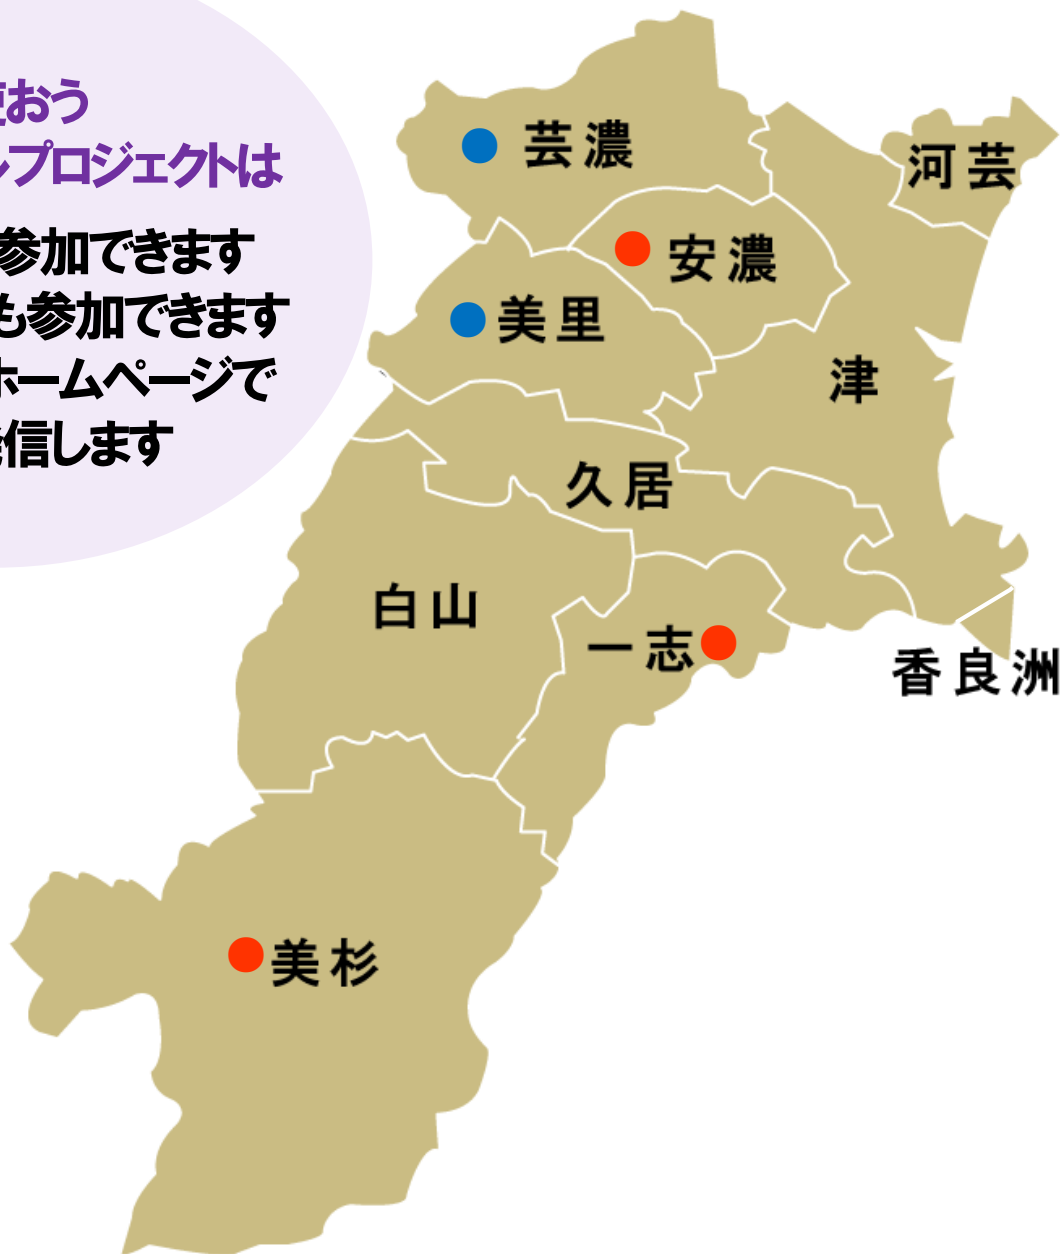 おう
プロジェクトは
参加できます
も参加できます
ホームページで
信します
芸濃
河芸
安濃
美里
津
久居
白山
一志
香良洲
美杉